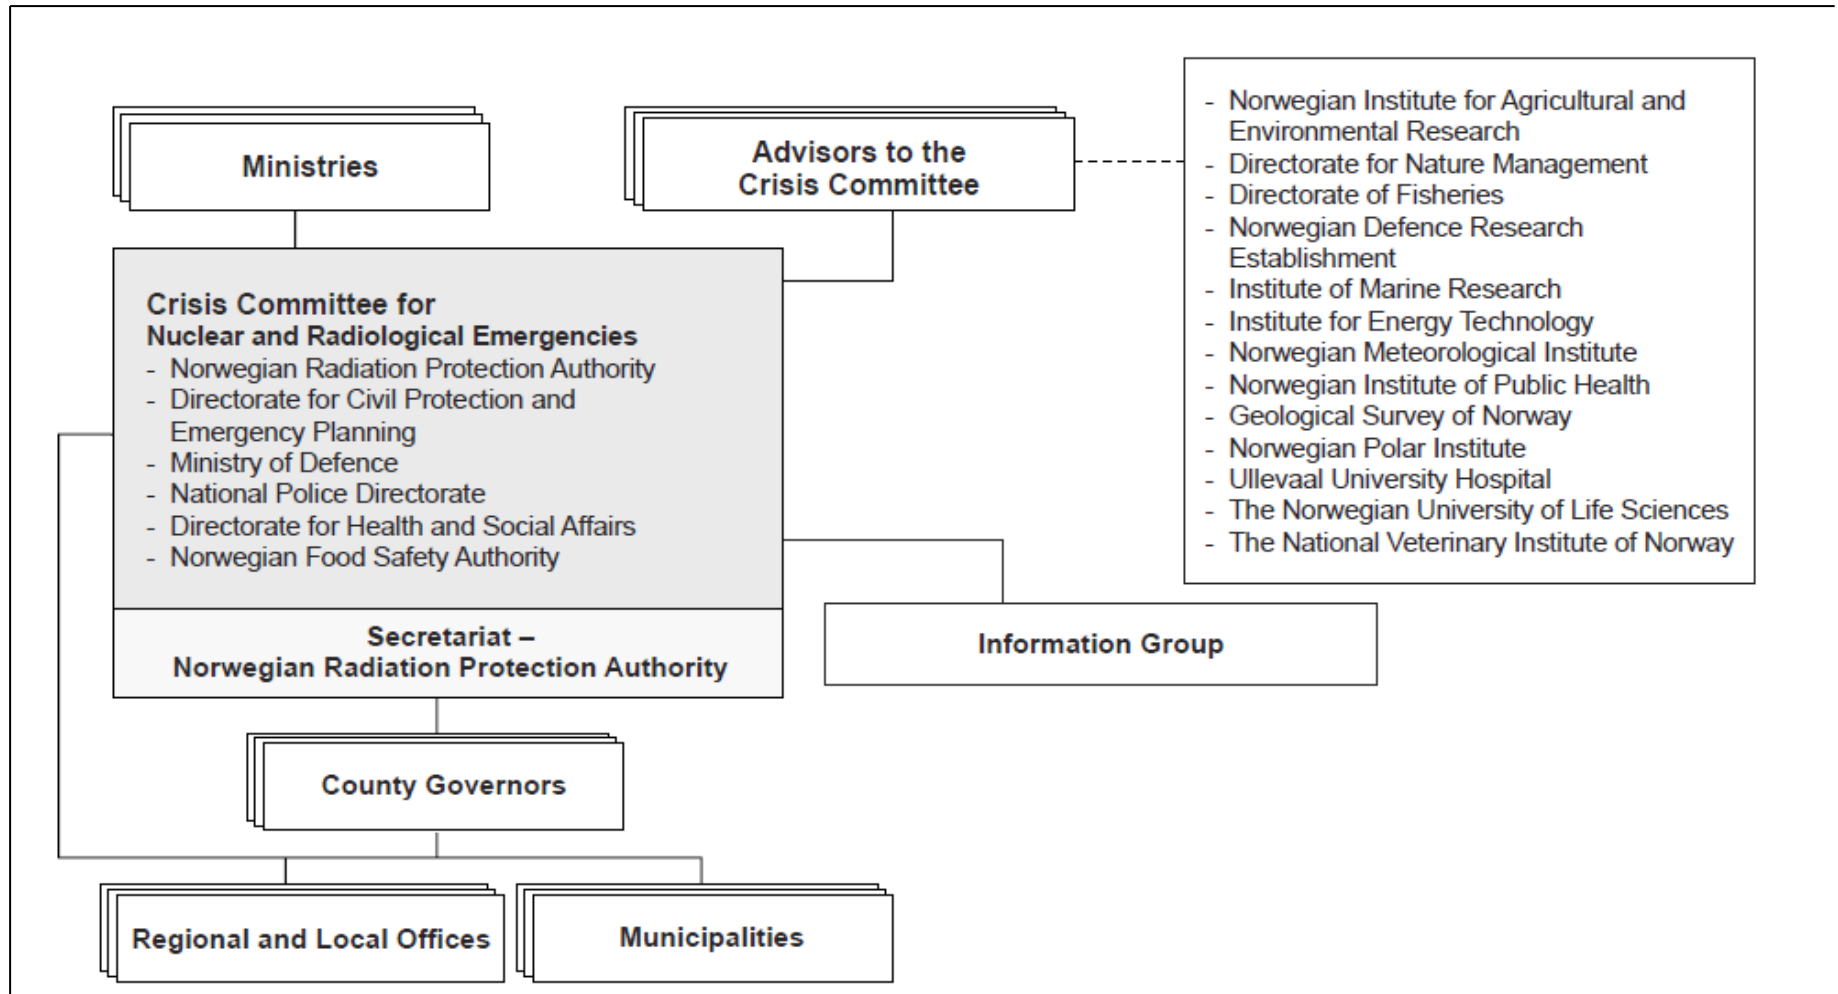 Ministries
Advisors to the
Crisis Committee
- Norwegian Institute for Agricultural and
Environmental Research
- Directorate for Nature Management
- Directorate of Fisheries
- Norwegian Defence Research
Establishment
- Institute of Marine Research
- Institute for Energy Technology
- Norwegian Meteorological Institute
- Norwegian Institute of Public Health
- Geological Survey of Norway
- Norwegian Polar Institute
- Ullevaal University Hospital
- The Norwegian University of Life Sciences
- The National Veterinary Institute of Norway
Crisis Committee for
Nuclear and Radiological Emergencies
- Norwegian Radiation Protection Authority
- Directorate for Civil Protection and
Emergency Planning
- Ministry of Defence
- National Police Directorate
- Directorate for Health and Social Affairs
- Norwegian Food Safety Authority
Secretariat –
Norwegian Radiation Protection Authority
Information Group
County Governors
Regional and Local Offices
Municipalities